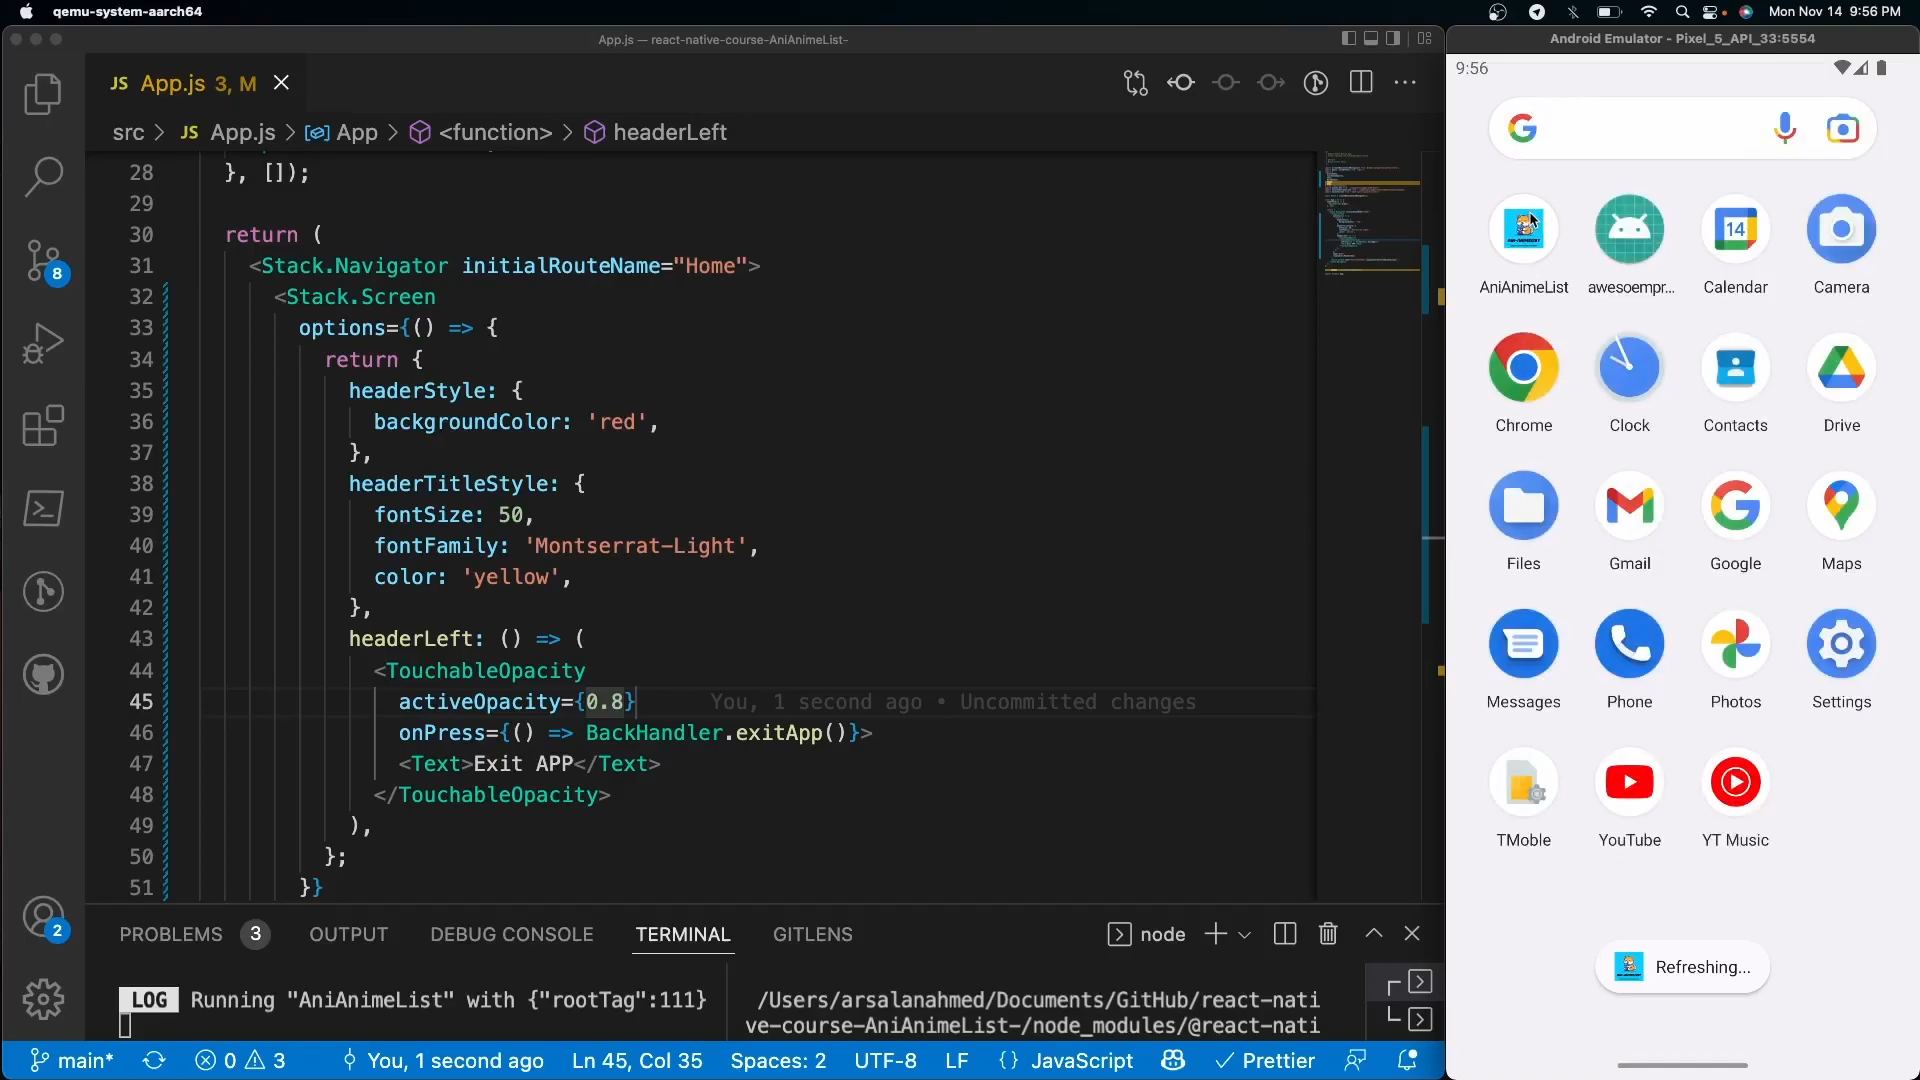 qemu-system-aarch64
Mon Nov 14 9:56 PM
App.js — react-native-course-AniAnimeList-
Android Emulator - Pixel_5_API_33:5554
JS App.js 3, M
src > JS App.js > App > <function> > headerLeft
28 }, []);
29
30 return (
31 <Stack.Navigator initialRouteName="Home">
32 <Stack.Screen
33 options={() => {
34 return {
35 headerStyle: {
36 backgroundColor: 'red',
37 },
38 headerTitleStyle: {
39 fontSize: 50,
40 fontFamily: 'Montserrat-Light',
41 color: 'yellow',
42 },
43 headerLeft: () => (
44 <TouchableOpacity
45 activeOpacity={0.8} You, 1 second ago • Uncommitted changes
46 onPress={() => BackHandler.exitApp()}>
47 <Text>Exit APP</Text>
48 </TouchableOpacity>
49 ),
50 };
51 }}
8
2
PROBLEMS 3 OUTPUT DEBUG CONSOLE TERMINAL GITLENS
node
LOG Running "AniAnimeList" with {"rootTag":111}
/Users/arsalanahmed/Documents/GitHub/react-nati
ve-course-AniAnimeList-/node_modules/@react-nati
main* 0 3 You, 1 second ago Ln 45, Col 35 Spaces: 2 UTF-8 LF {} JavaScript Prettier
9:56
14
AniAnimeList awesoempr... Calendar Camera
Chrome Clock Contacts Drive
Files Gmail Google Maps
Messages Phone Photos Settings
TMoble YouTube YT Music
Refreshing...